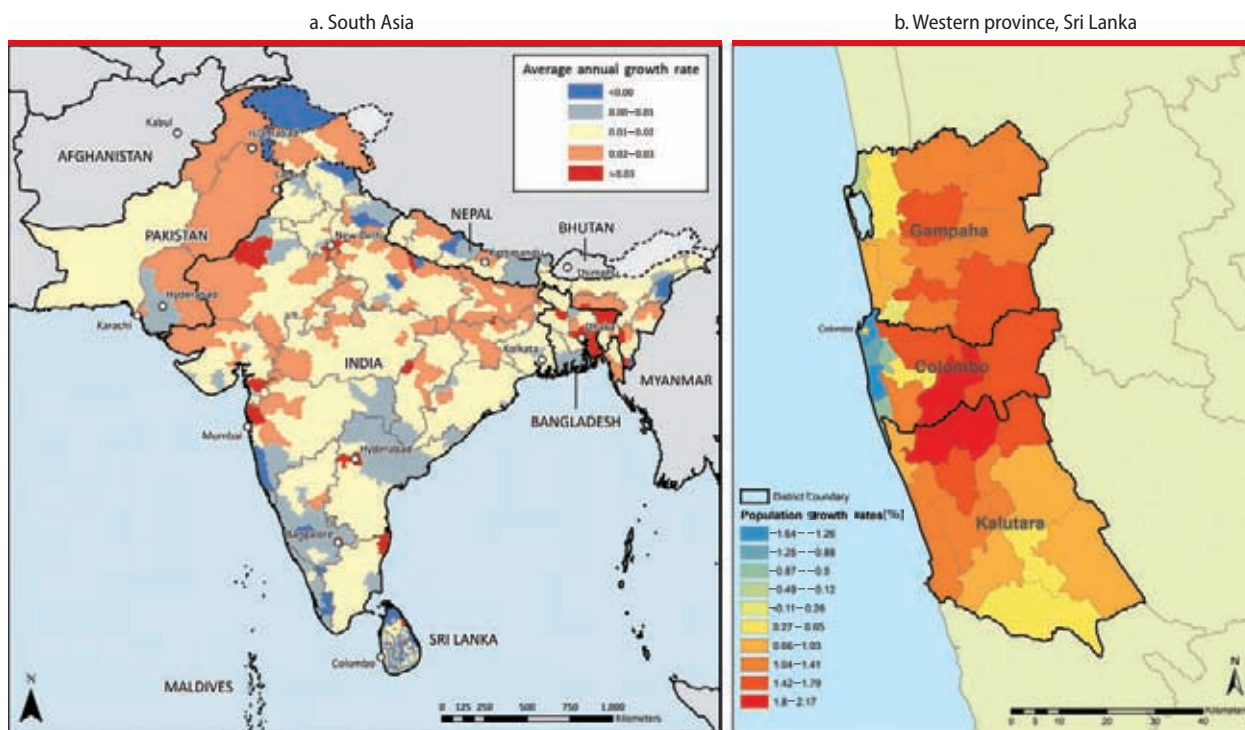 a. South Asia
b. Western province, Sri Lanka
Average annual growth rate
<0.00
0.00–0.01
0.01–0.02
0.02–0.03
>0.03
Kabul
Islamabad
AFGHANISTAN
PAKISTAN
New Delhi
NEPAL
Kathmandu
BHUTAN
Thimphu
Hyderabad
Karachi
INDIA
Kolkata
Dhaka
MYANMAR
BANGLADESH
Mumbai
Hyderabad
Bangalore
SRI LANKA
Colombo
MALDIVES
N
0 125 250 500 750 1,000
Kilometers
Gampaha
Colombo
Colombo
Kalutara
District Boundary
Population growth rates[%]
-1.25--0.88
-0.87--0.5
-0.49--0.12
-0.11-0.26
0.27-0.65
0.66-1.03
1.04-1.41
1.42-1.79
1.8-2.17
N
0 5 10 20 30 40
Kilometers